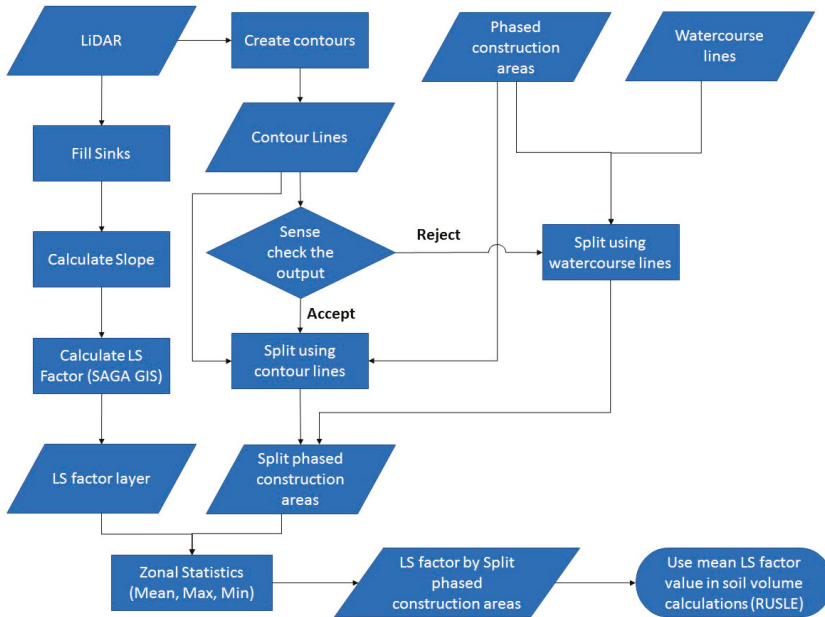 LiDAR
Create contours
Phased
construction
areas
Watercourse
lines
Fill Sinks
Contour Lines
Sense
check the
output
Reject
Split using
watercourse lines
Calculate Slope
Accept
Calculate LS
Factor (SAGA GIS)
Split using
contour lines
LS factor layer
Split phased
construction
areas
Zonal Statistics
(Mean, Max, Min)
LS factor by Split
phased
construction areas
Use mean LS factor
value in soil volume
calculations (RUSLE)